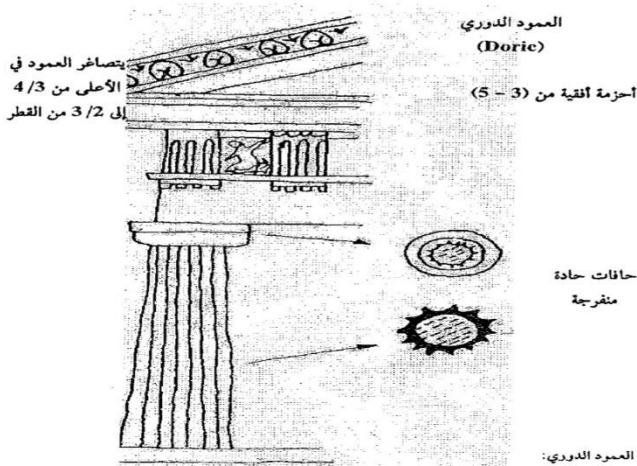 العمود الدوري
(Doric)
يتصاغر العمود في
الأعلى من 4/3
إلى 3/2 من القطر
أحزمة أفقية من (3 - 5)
حافات حادة
منفرجة
العمود الدوري: